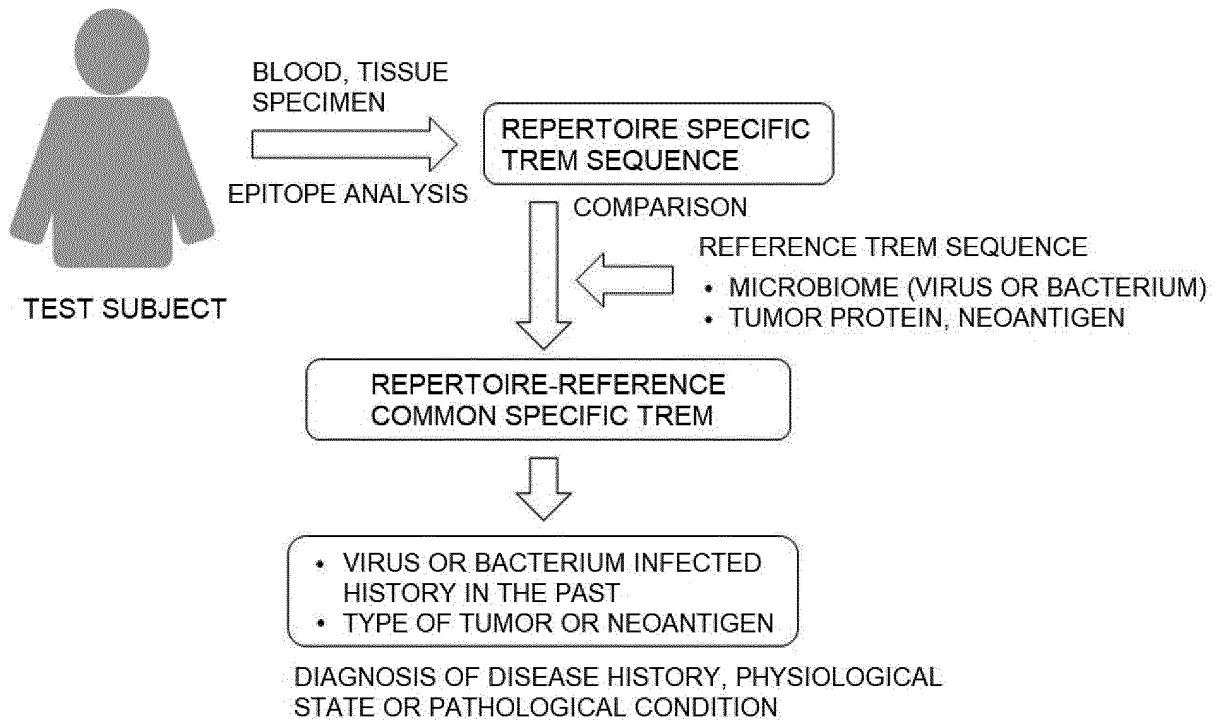 BLOOD, TISSUE
SPECIMEN
EPITOPE ANALYSIS
TEST SUBJECT
REPERTOIRE SPECIFIC
TREM SEQUENCE
COMPARISON
REFERENCE TREM SEQUENCE
• MICROBIOME (VIRUS OR BACTERIUM)
• TUMOR PROTEIN, NEOANTIGEN
REPERTOIRE-REFERENCE
COMMON SPECIFIC TREM
• VIRUS OR BACTERIUM INFECTED
HISTORY IN THE PAST
• TYPE OF TUMOR OR NEOANTIGEN
DIAGNOSIS OF DISEASE HISTORY, PHYSIOLOGICAL
STATE OR PATHOLOGICAL CONDITION